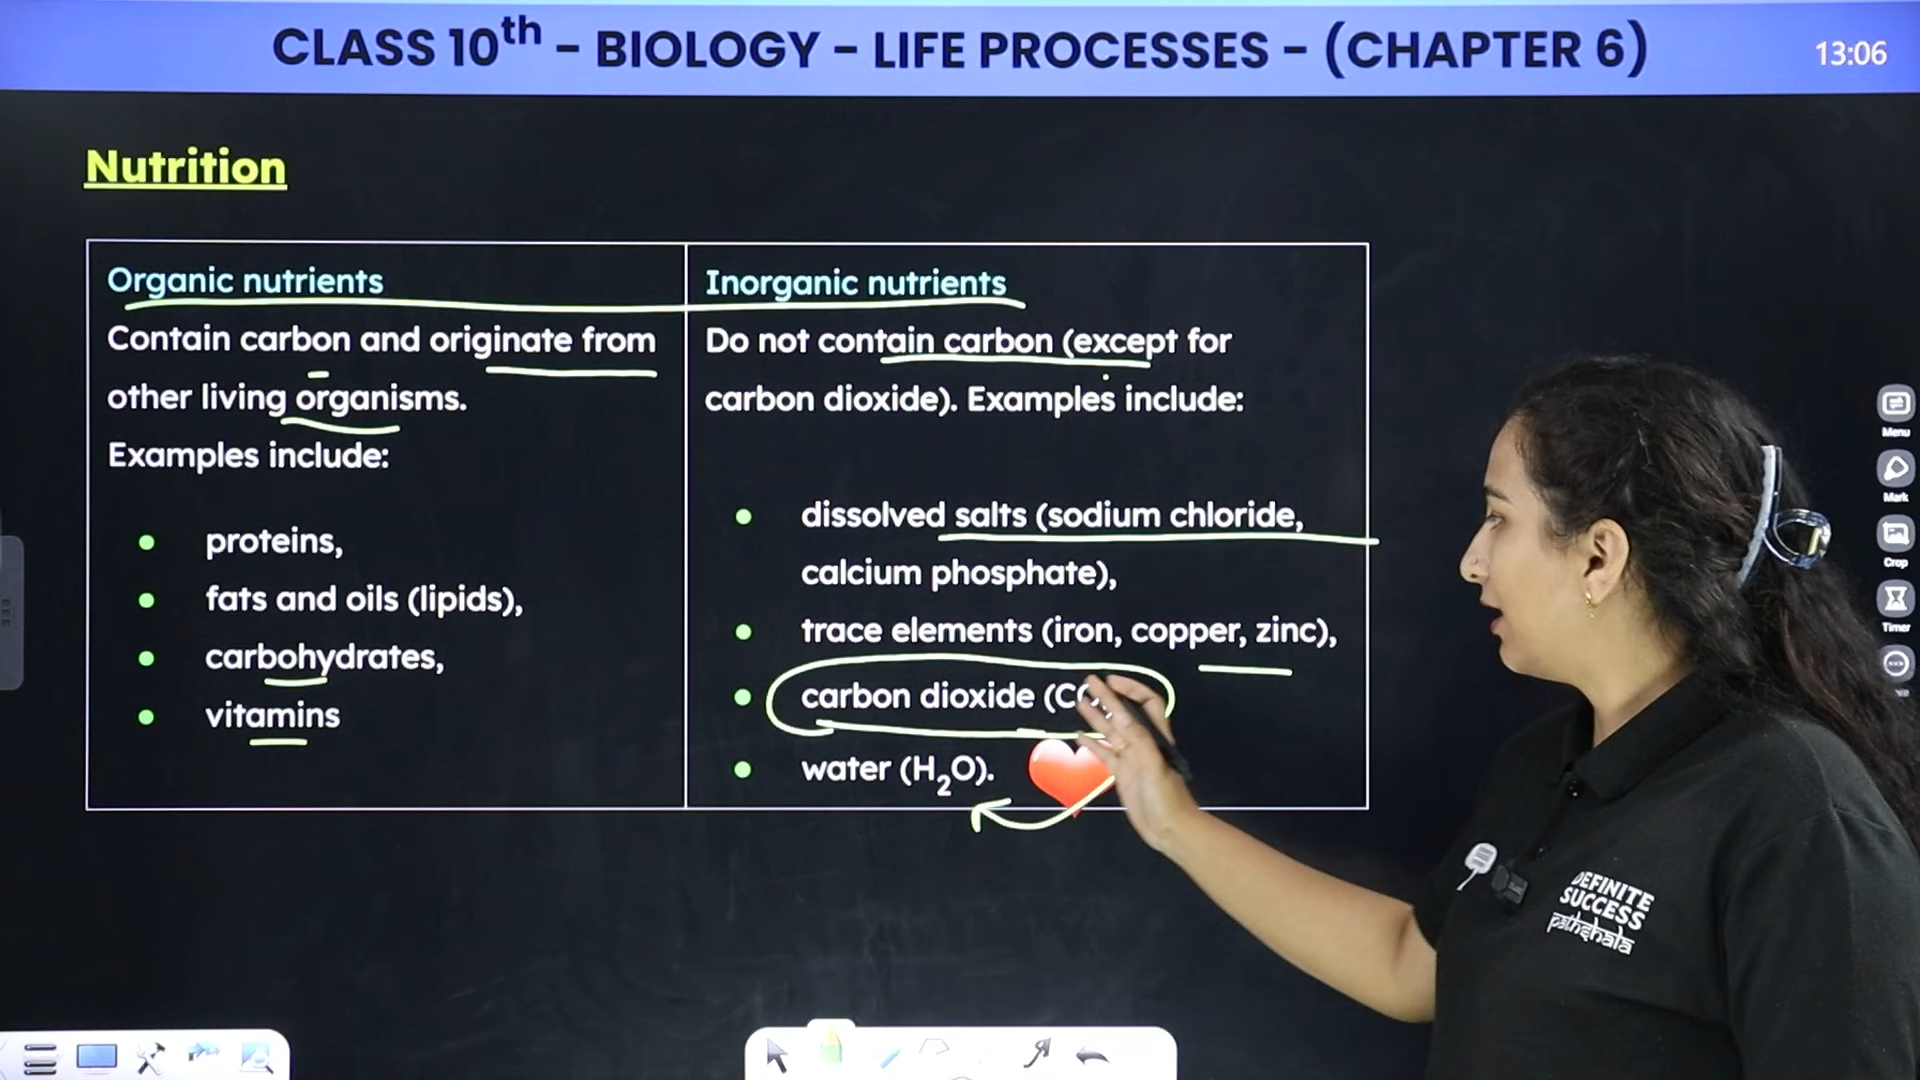 CLASS 10th - BIOLOGY - LIFE PROCESSES - (CHAPTER 6)
13:06
Nutrition
Organic nutrients
Contain carbon and originate from
other living organisms.
Examples include:
proteins,
fats and oils (lipids),
carbohydrates,
vitamins
Inorganic nutrients
Do not contain carbon (except for
carbon dioxide). Examples include:
dissolved salts (sodium chloride,
calcium phosphate),
trace elements (iron, copper, zinc),
carbon dioxide
water (H₂O).
Menu
Mark
Crop
Timer
DEFINITE
SUCCESS
pathshala